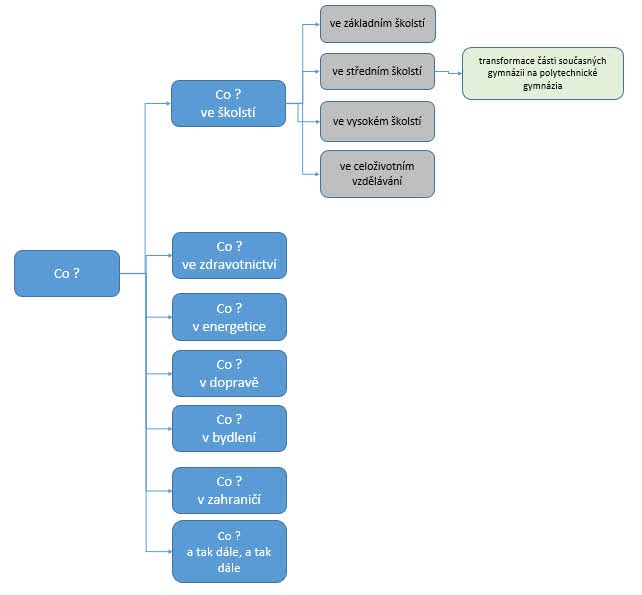 ve základním školství
ve středním školství
transformace části současných
gymnázii na polytechnické
gymnázia
Co ?
ve školství
ve vysokém školství
ve celoživotním
vzdělávání
Co ?
ve zdravotnictví
Co ?
Co ?
v energetice
Co ?
v dopravě
Co ?
v bydlení
Co ?
v zahraničí
Co ?
a tak dále, a tak
dále